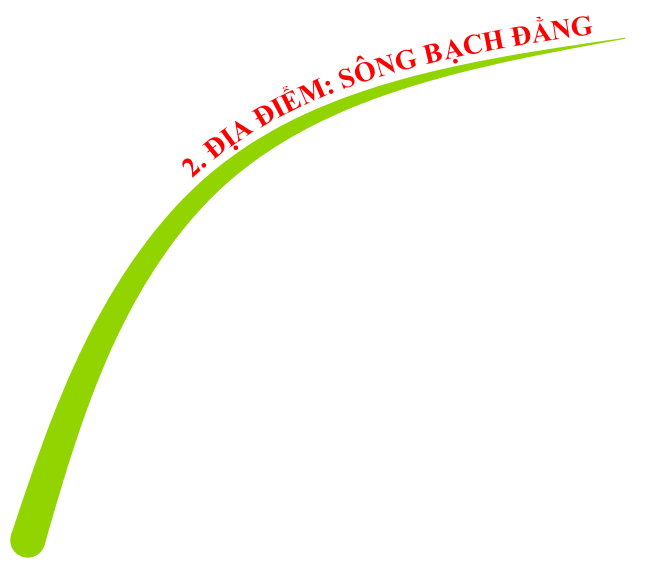 2. ĐỊA ĐIỂM: SÔNG BẠCH ĐẰNG